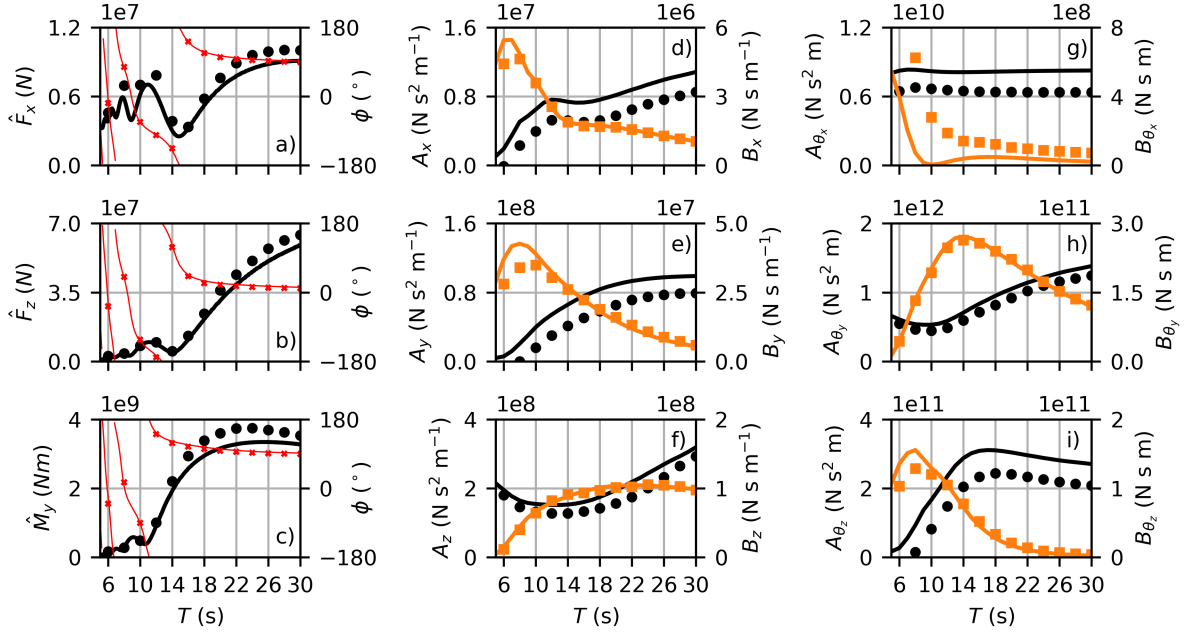 1e7 1e7 1e6 1e10 1e8
1.2 180 1.2 6 1.2 8
0.6 0 0.6 3 0.6 4
0.0 −180 0.0 0 0.0 0
F̂x (N) ϕ (°) Ax (N s² m⁻¹) Bx (N s m⁻¹) Aθx (N s² m) Bθx (N s m)
a) d) g)
1e7 1e8 1e7 1e12 1e11
7.0 180 1.6 5.0 2 3.0
3.5 0 0.8 2.5 1 1.5
0.0 −180 0.0 0.0 0 0.0
F̂z (N) ϕ (°) Ay (N s² m⁻¹) By (N s m⁻¹) Aθy (N s² m) Bθy (N s m)
b) e) h)
1e9 1e8 1e8 1e11 1e11
4 180 4 2 4 2
2 0 2 1 2 1
0 −180 0 0 0 0
M̂y (Nm) ϕ (°) Az (N s² m⁻¹) Bz (N s m⁻¹) Aθz (N s² m) Bθz (N s m)
c) f) i)
6 10 14 18 22 26 30 6 10 14 18 22 26 30 6 10 14 18 22 26 30
T (s) T (s) T (s)